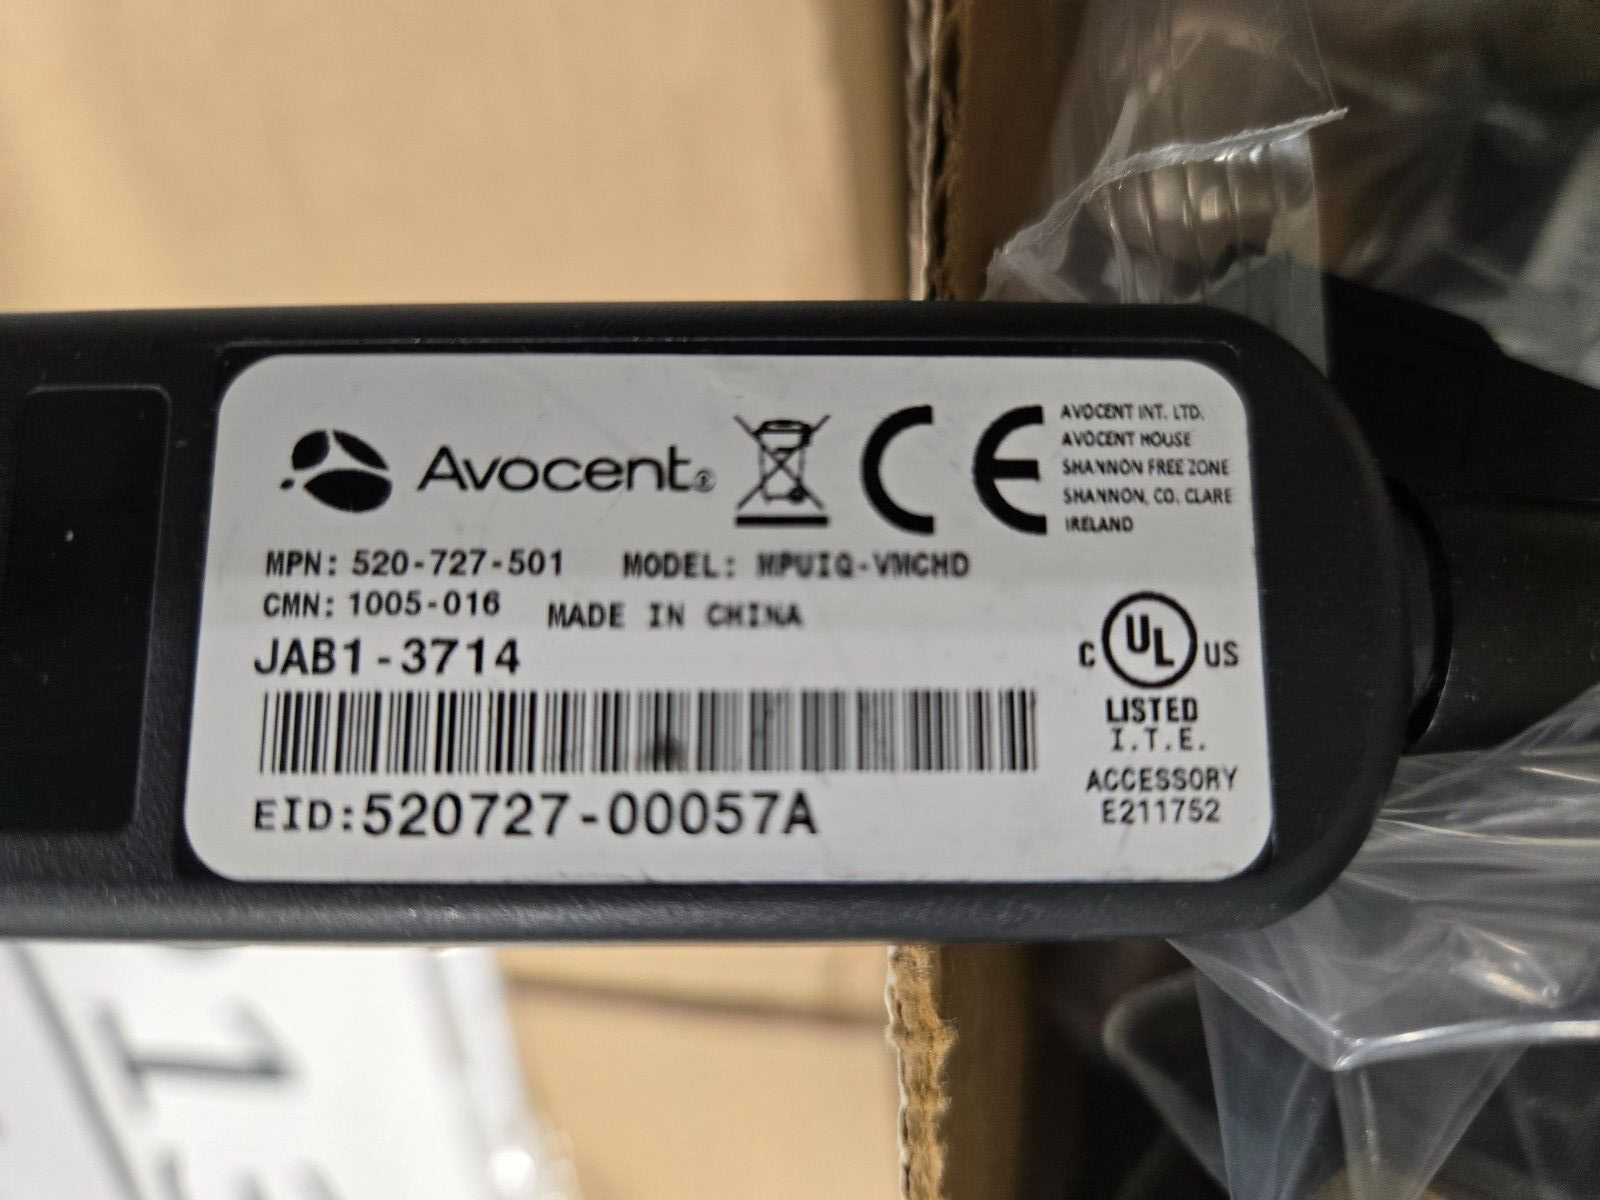 Avocent®
CE
AVOCENT INT. LTD.
AVOCENT HOUSE
SHANNON FREE ZONE
SHANNON, CO. CLARE
IRELAND
MPN: 520-727-501 MODEL: MPUIQ-VMCHD
CMN: 1005-016 MADE IN CHINA
JAB1-3714
EID:520727-00057A
C UL US
LISTED
I.T.E.
ACCESSORY
E211752